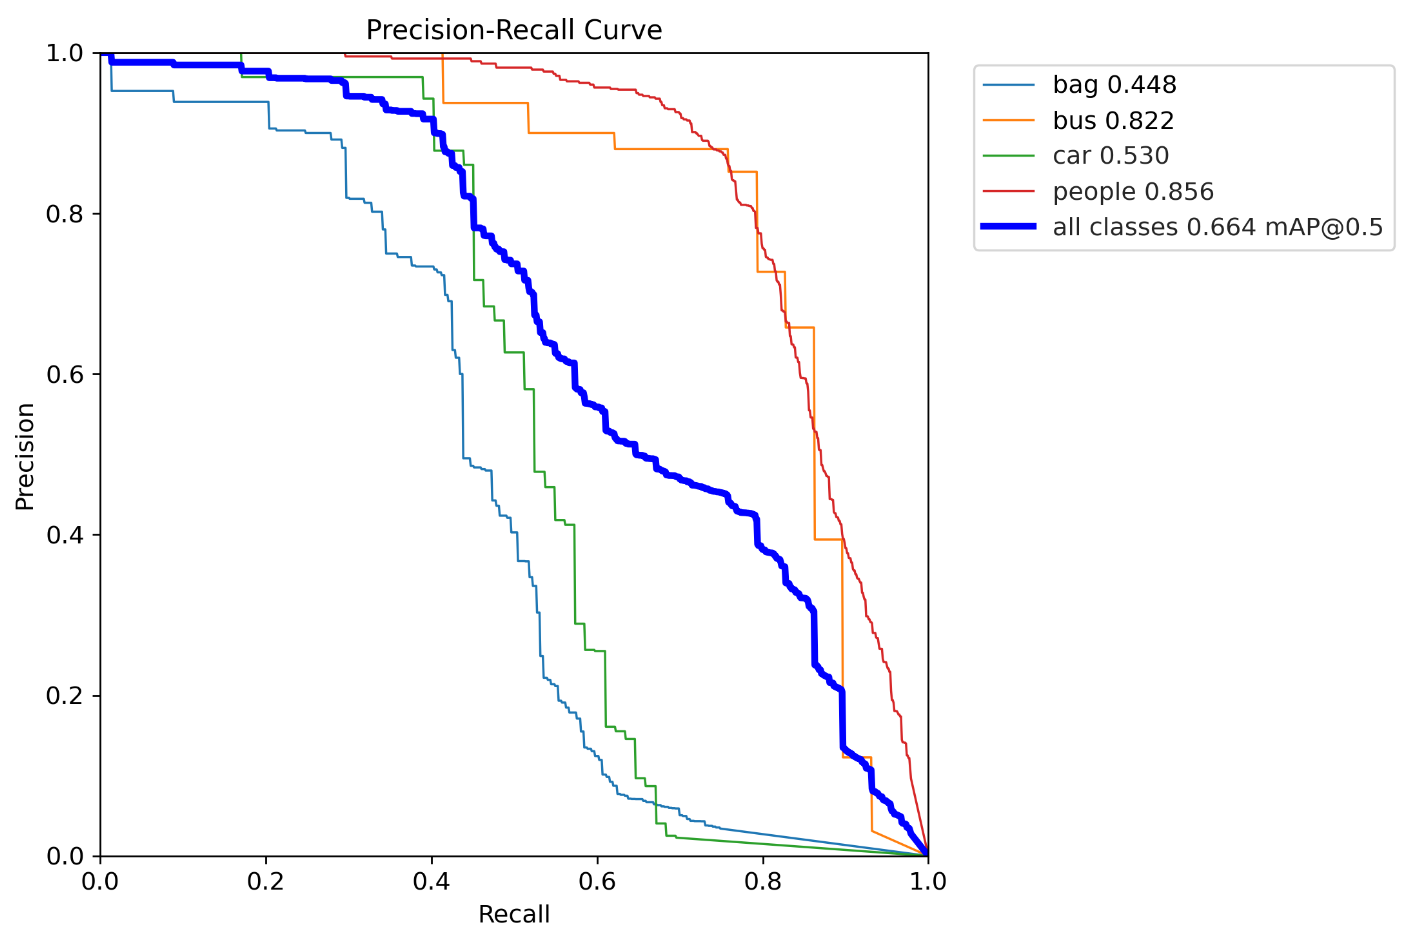 Precision-Recall Curve
1.0
0.8
0.6
0.4
0.2
0.0
Precision
0.0 0.2 0.4 0.6 0.8 1.0
Recall
bag 0.448
bus 0.822
car 0.530
people 0.856
all classes 0.664 mAP@0.5